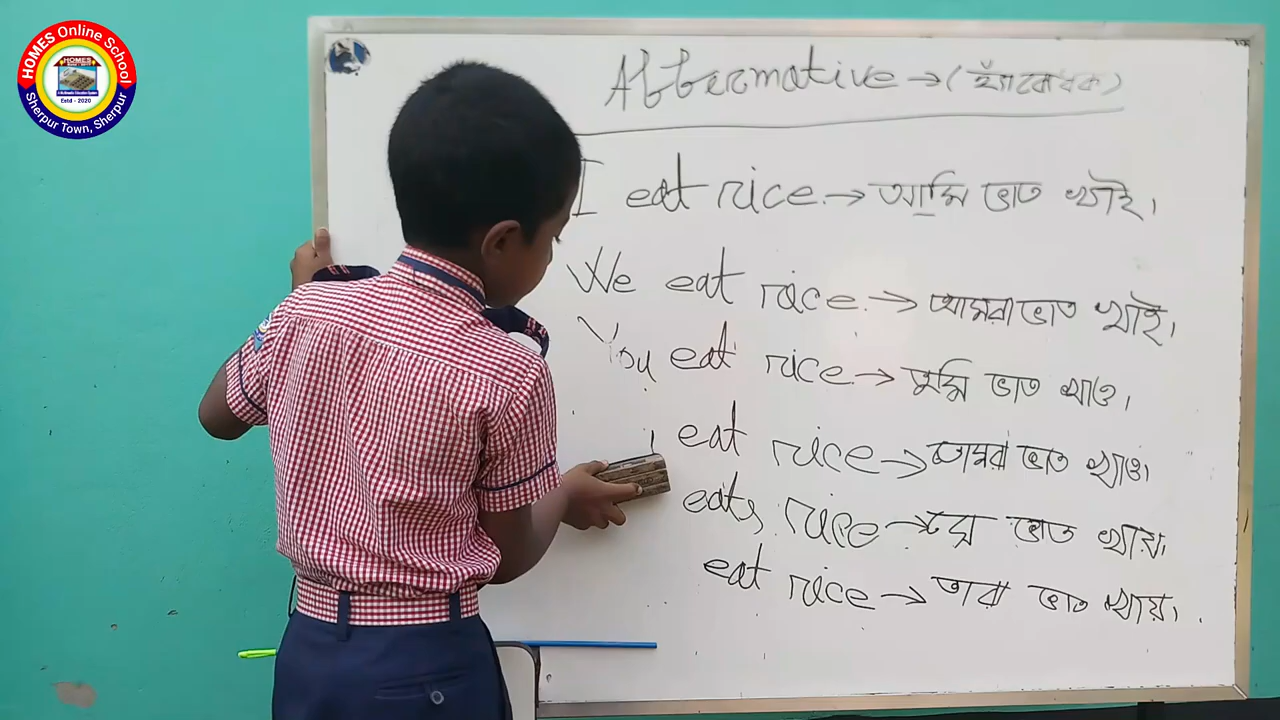 HOMES Online School
HOMES
Estd - 2020
Sherpur Town, Sherpur
Affermative → (হ্যাঁবোধক)
I eat rice. → আমি ভাত খাই।
We eat rice. → আমরা ভাত খাই।
You eat rice. → তুমি ভাত খাও।
eat rice → তোমরা ভাত খাও।
eats rice → সে ভাত খায়।
eat rice → তারা ভাত খায়।